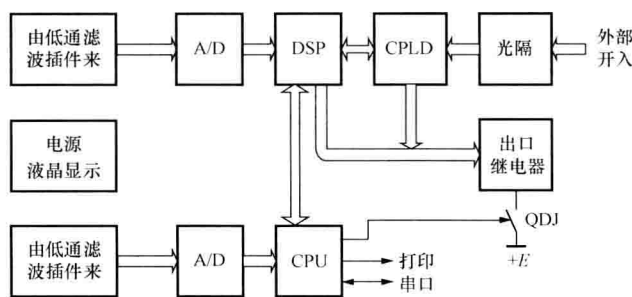 由低通滤
波插件来
A/D
DSP
CPLD
光隔
外部
开入
电源
液晶显示
出口
继电器
QDJ
+E
由低通滤
波插件来
A/D
CPU
打印
串口